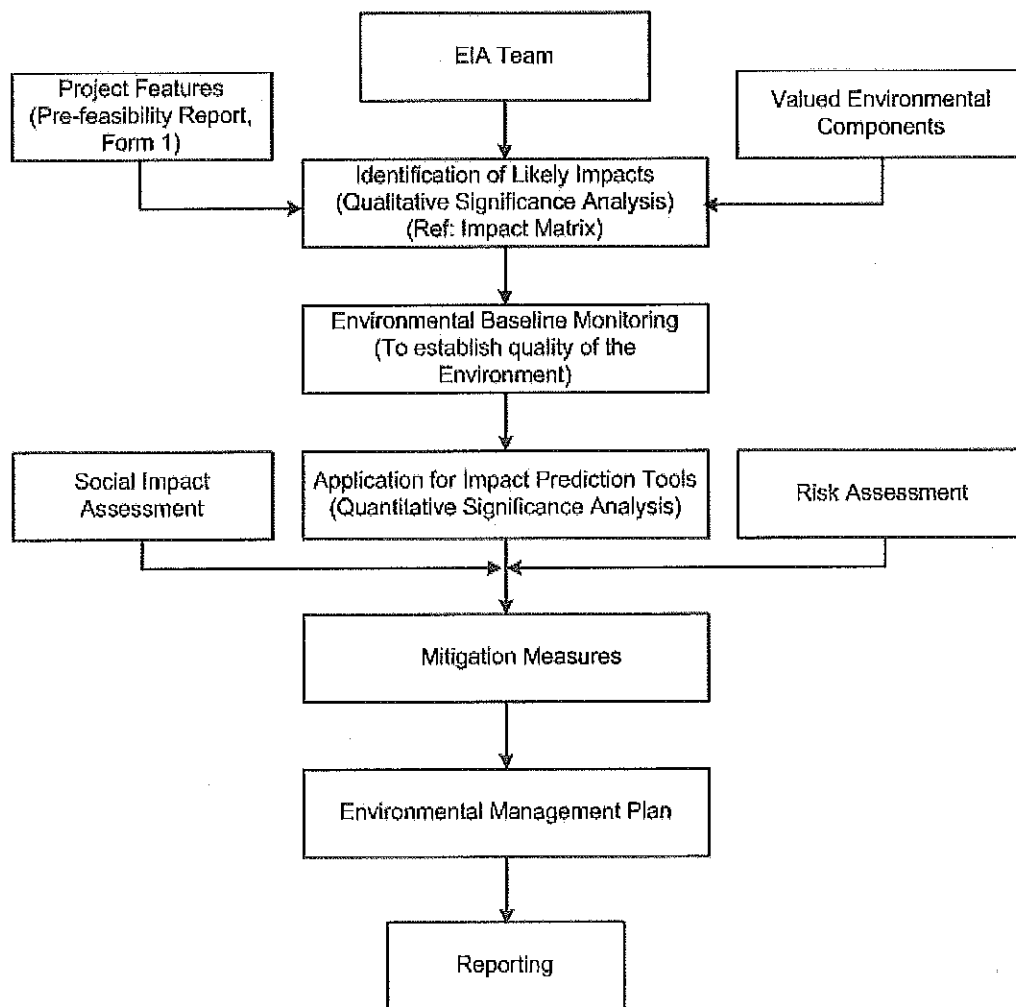 EIA Team
Project Features
(Pre-feasibility Report,
Form 1)
Valued Environmental
Components
Identification of Likely Impacts
(Qualitative Significance Analysis)
(Ref: Impact Matrix)
Environmental Baseline Monitoring
(To establish quality of the
Environment)
Social Impact
Assessment
Application for Impact Prediction Tools
(Quantitative Significance Analysis)
Risk Assessment
Mitigation Measures
Environmental Management Plan
Reporting